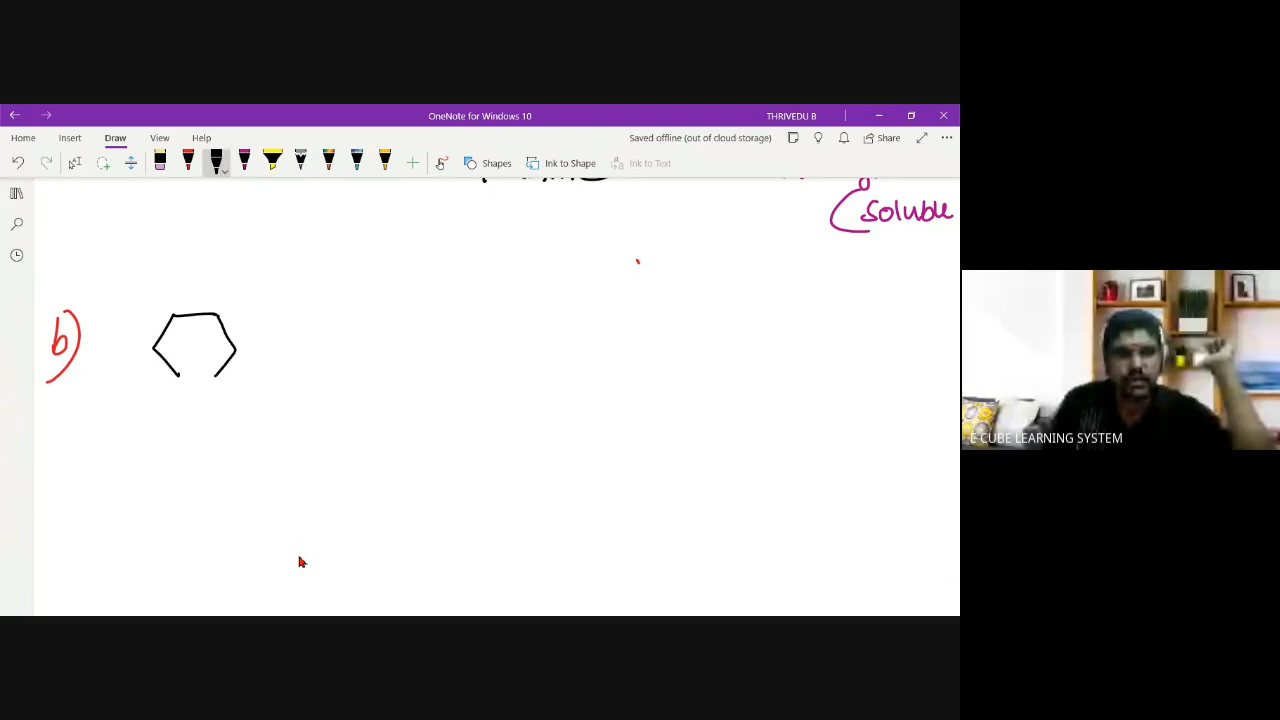 OneNote for Windows 10
THRIVEDU B
Home Insert Draw View Help
Saved offline (out of cloud storage)
Share
Shapes
Ink to Shape
Ink to Text
soluble
b)
E CUBE LEARNING SYSTEM